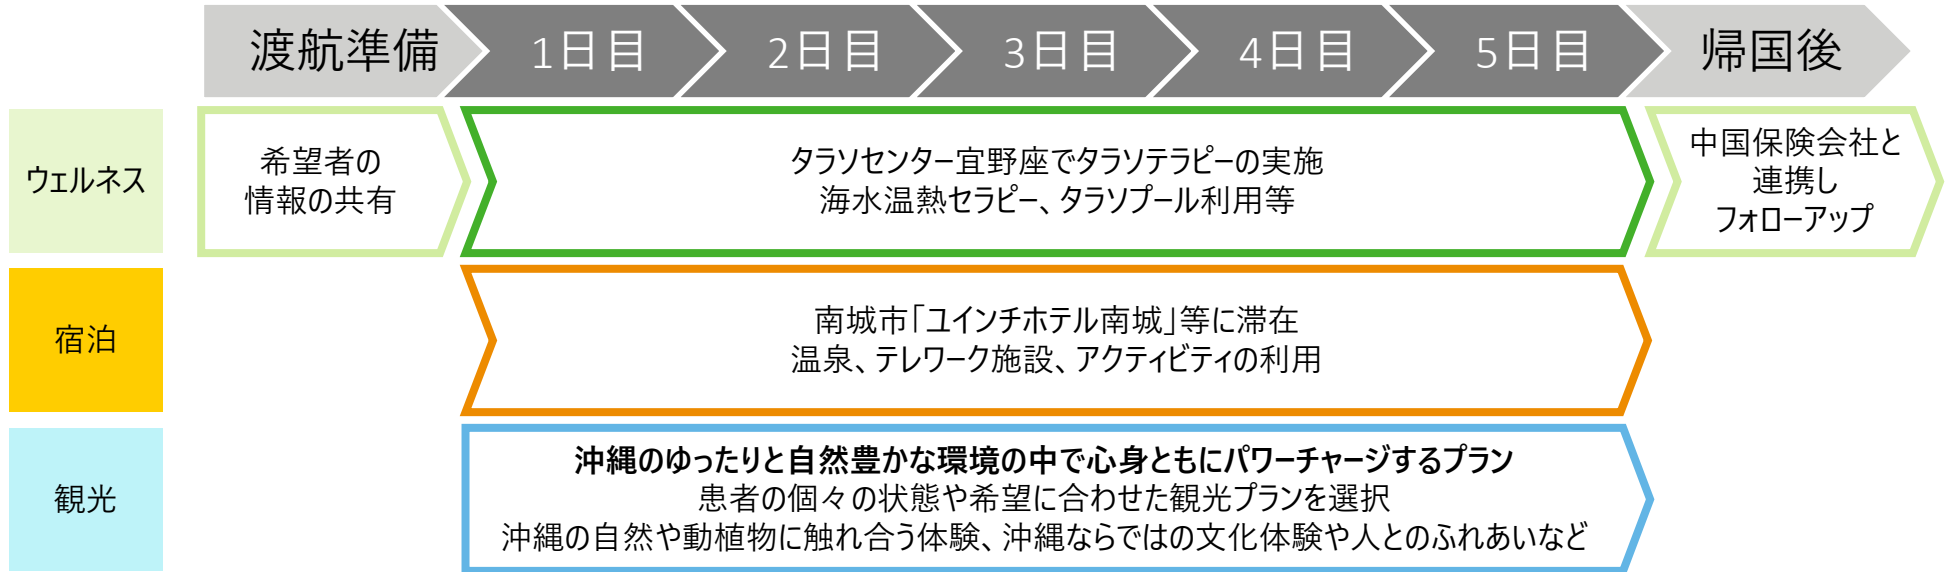 渡航準備
1日目
2日目
3日目
4日目
5日目
帰国後
ウェルネス
希望者の
情報の共有
タラソセンター宜野座でタラソテラピーの実施
海水温熱セラピー、タラソプール利用等
中国保険会社と
連携し
フォローアップ
宿泊
南城市「ユインチホテル南城」等に滞在
温泉、テレワーク施設、アクティビティの利用
観光
沖縄のゆったりと自然豊かな環境の中で心身ともにパワーチャージするプラン
患者の個々の状態や希望に合わせた観光プランを選択
沖縄の自然や動植物に触れ合う体験、沖縄ならではの文化体験や人とのふれあいなど